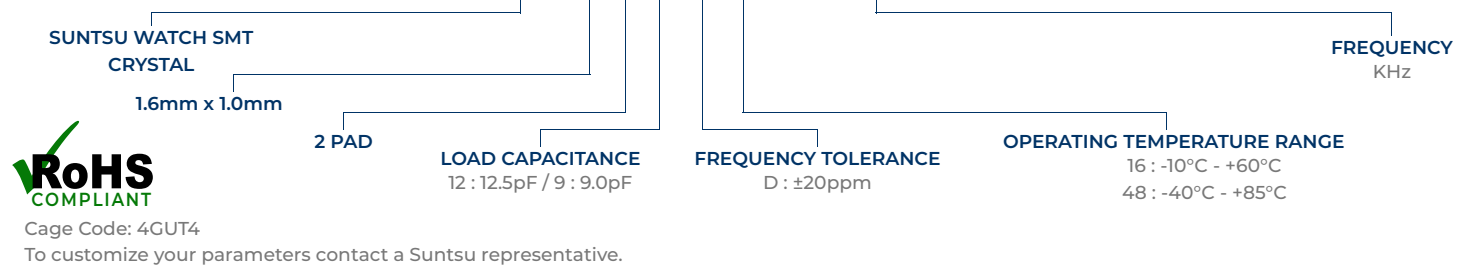 SUNTSU WATCH SMT
CRYSTAL
1.6mm x 1.0mm
2 PAD
LOAD CAPACITANCE
12 : 12.5pF / 9 : 9.0pF
FREQUENCY TOLERANCE
D : ±20ppm
OPERATING TEMPERATURE RANGE
16 : -10°C - +60°C
48 : -40°C - +85°C
FREQUENCY
KHz
RoHS
COMPLIANT
Cage Code: 4GUT4
To customize your parameters contact a Suntsu representative.